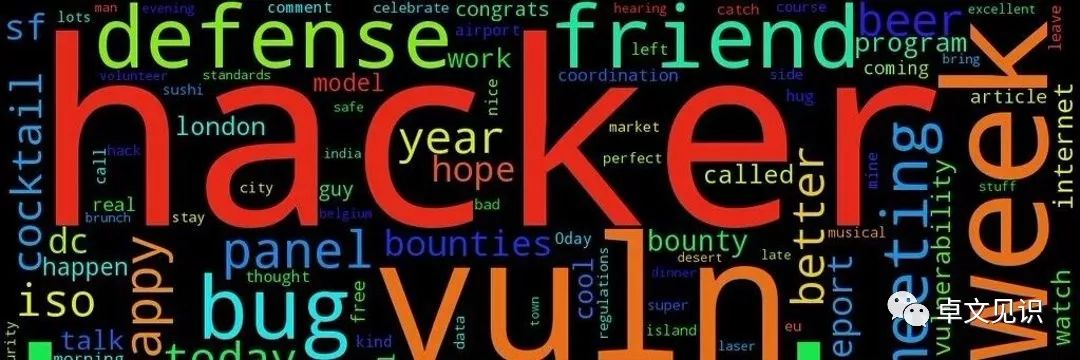 man
evening
comment
celebrate
congrats
hearing
catch
course
excellent
sf
lots
defense
airport
friend
beer
leave
work
left
program
bring
week
volunteer
standards
sushi
model
nice
coordination
side
coming
safe
hug
article
cocktail
hacker
london
year
market
internet
call
hack
india
hope
perfect
called
mine
meeting
city
guy
better
stuff
real
brunch
stay
belgium
bad
vulnerability
musical
dc
happen
happy
panel
bounties
0day
bounty
desert
late
thought
cool
regulations
dinner
iso
bug
free
vuln
town
super
island
eu
watch
talk
today
kind
data
laser
morning
卓文见识